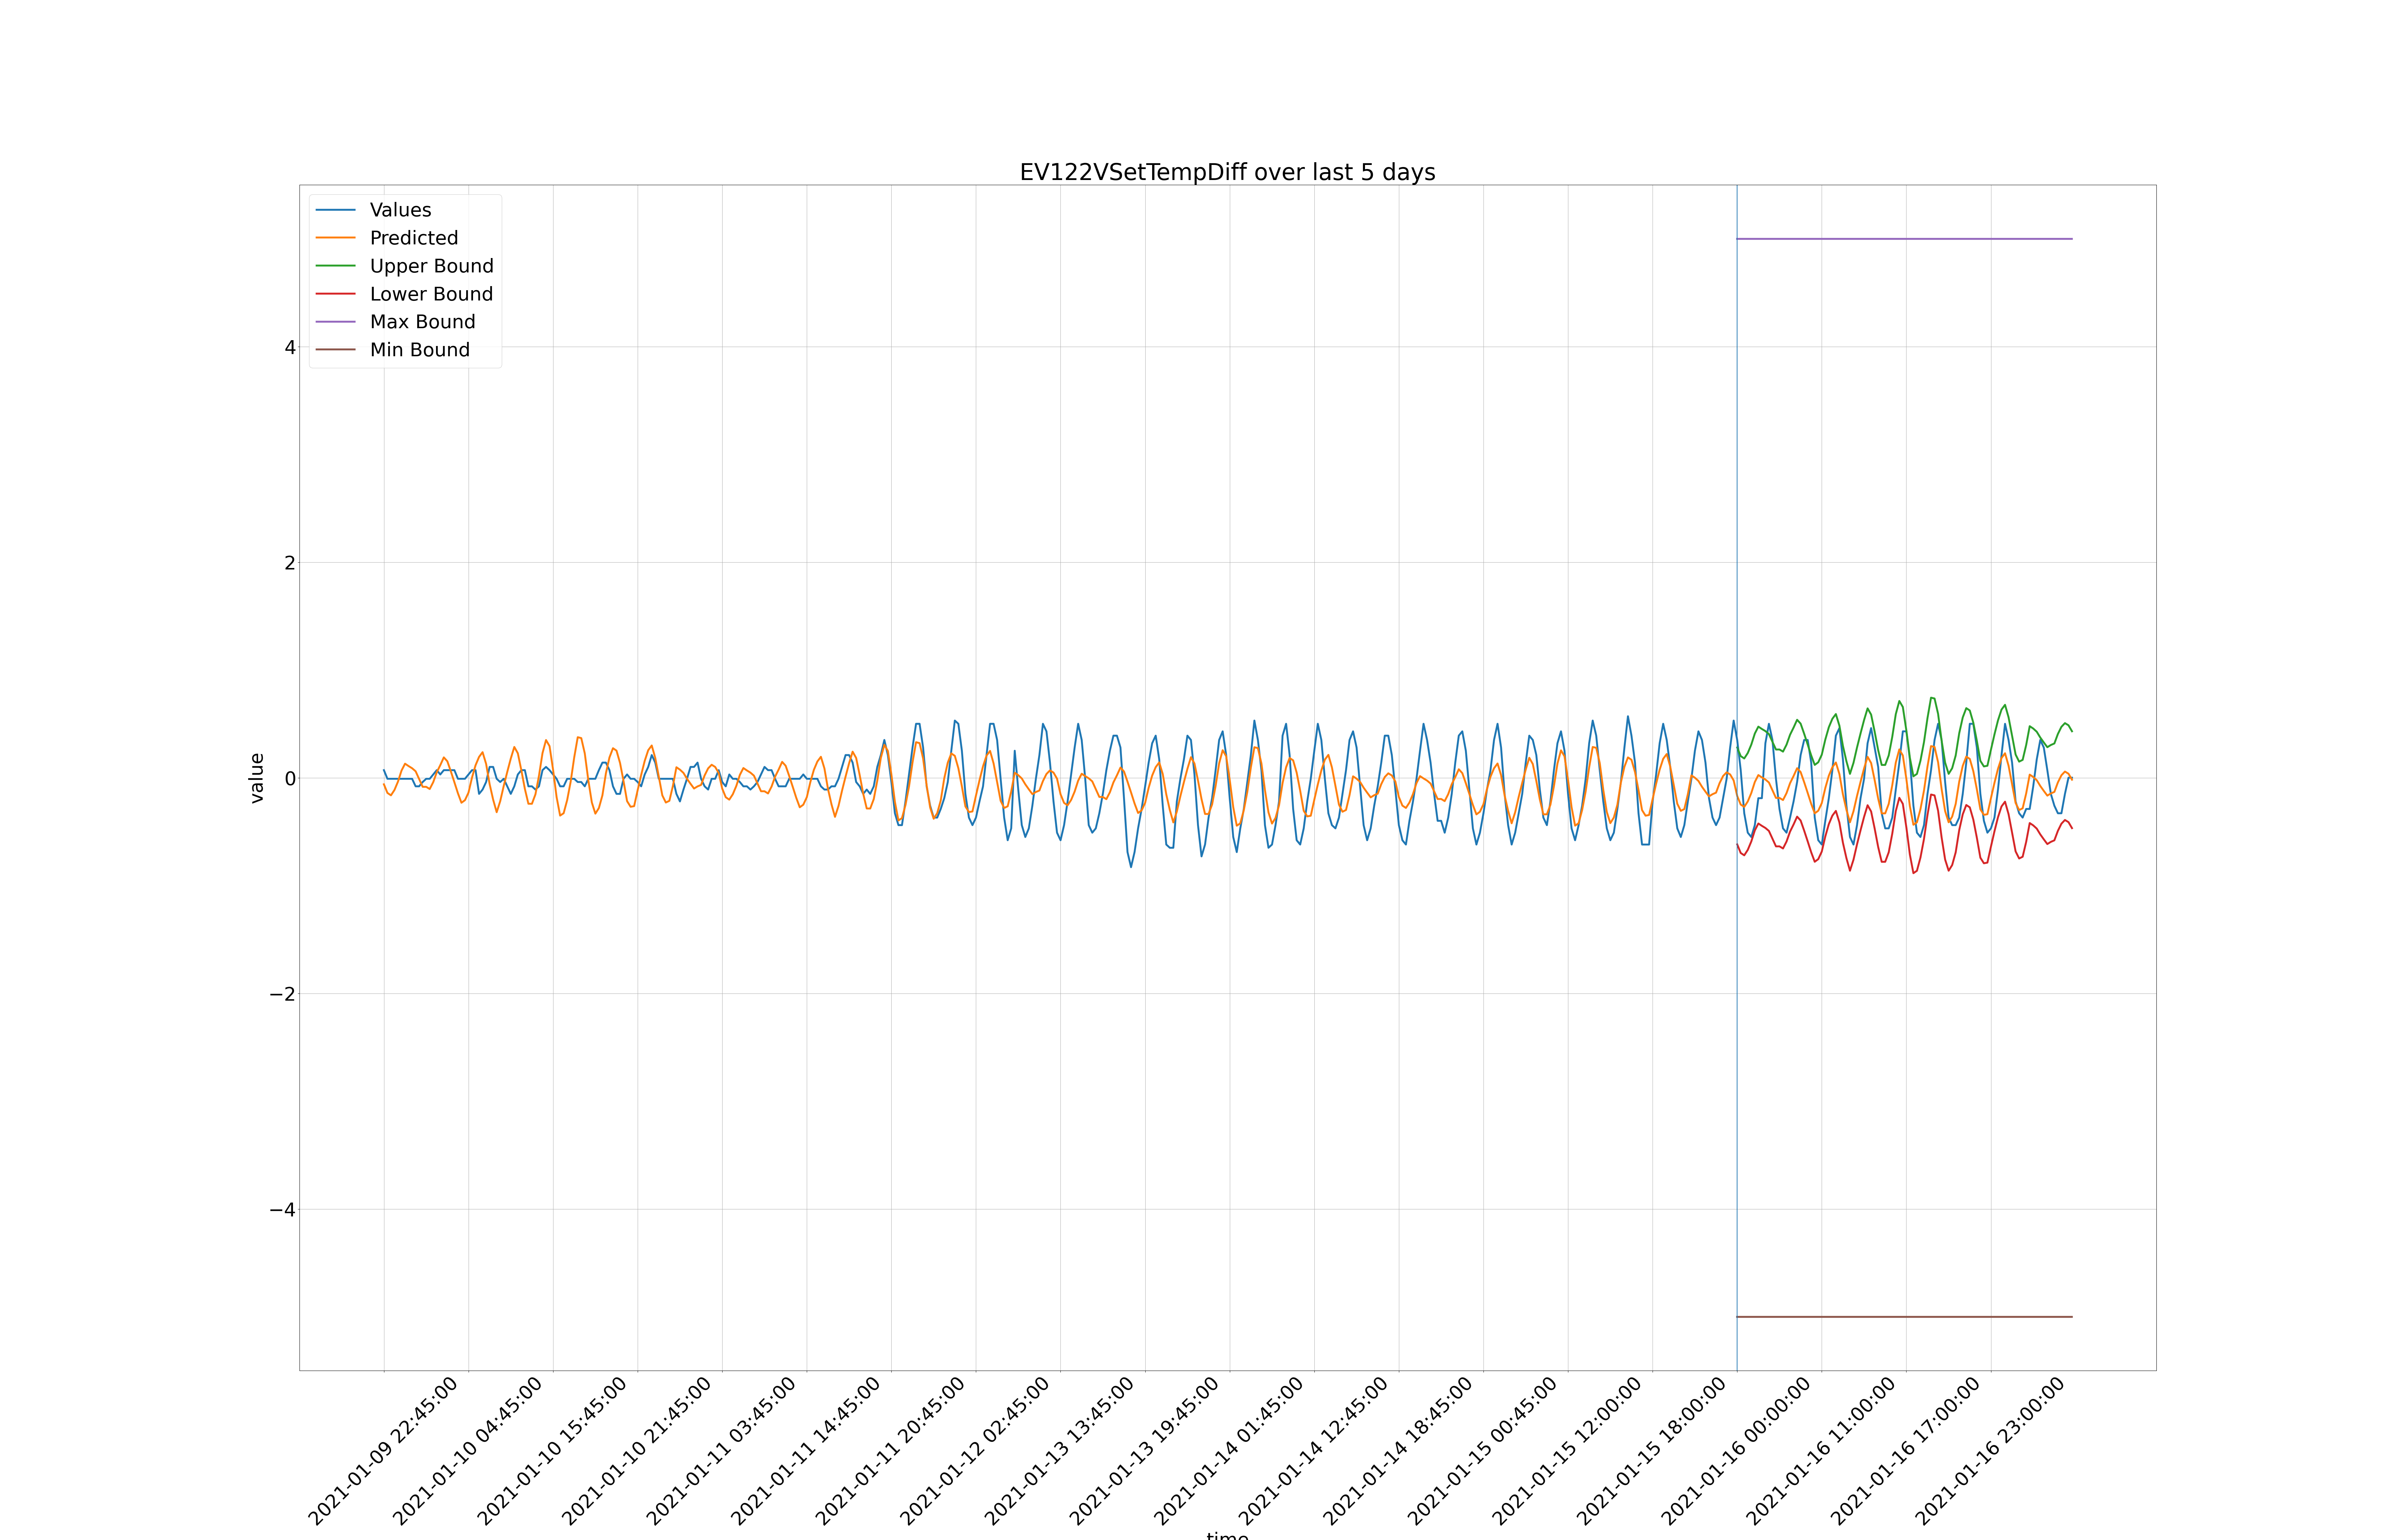 EV122VSetTempDiff over last 5 days
Values
Predicted
Upper Bound
Lower Bound
Max Bound
Min Bound
4
2
0
−2
−4
value
2021-01-09 22:45:00
2021-01-10 04:45:00
2021-01-10 15:45:00
2021-01-10 21:45:00
2021-01-11 03:45:00
2021-01-11 14:45:00
2021-01-11 20:45:00
2021-01-12 02:45:00
2021-01-13 13:45:00
2021-01-13 19:45:00
2021-01-14 01:45:00
2021-01-14 12:45:00
2021-01-14 18:45:00
2021-01-15 00:45:00
2021-01-15 12:00:00
2021-01-15 18:00:00
2021-01-16 00:00:00
2021-01-16 11:00:00
2021-01-16 17:00:00
2021-01-16 23:00:00
time